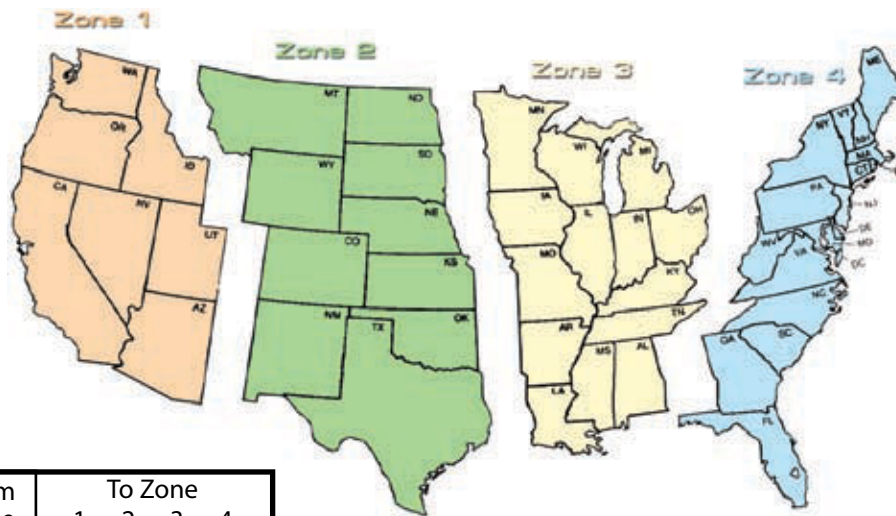 Zone 1
Zone 2
Zone 3
Zone 4
WA
OR
ID
CA
NV
UT
AZ
MT
ND
SD
WY
NE
CO
KS
NM
TX
OK
MN
WI
MI
IA
IL
IN
OH
MO
KY
TN
AR
MS
AL
LA
ME
NY
VT
NH
MA
CT
PA
NJ
DE
MD
DC
WV
VA
NC
SC
GA
FL
m To Zone
1 2 3 4